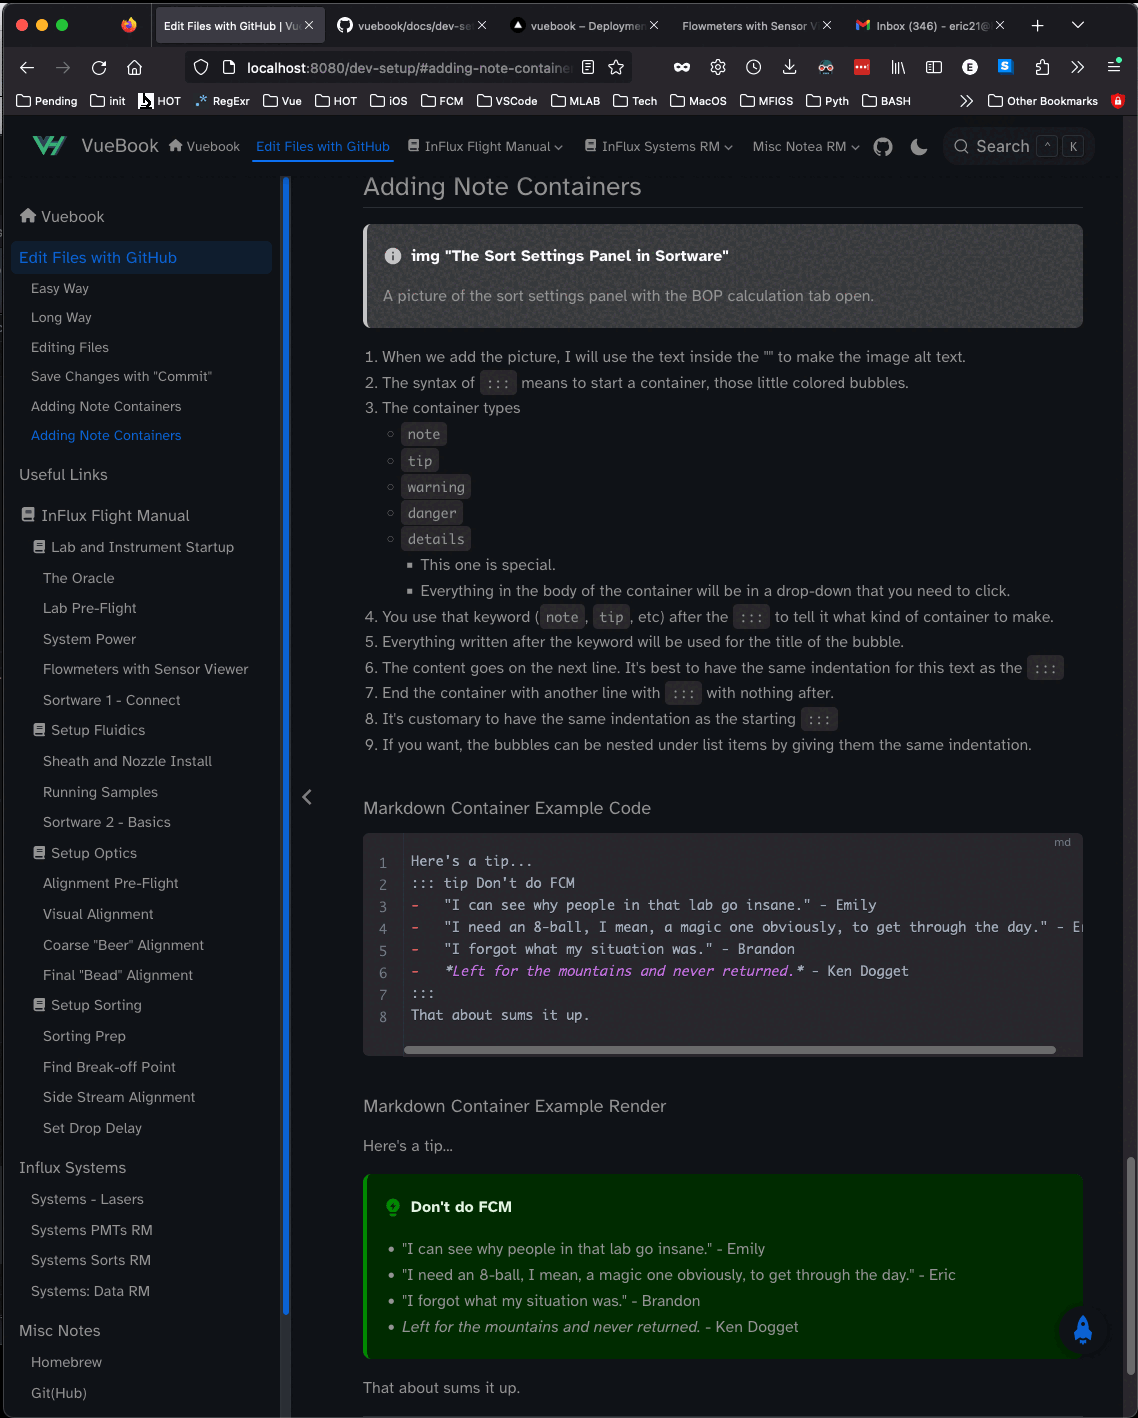 Edit Files with GitHub | Vu
vuebook/docs/dev-se
vuebook – Deployme
Flowmeters with Sensor V
Inbox (346) - eric21@
localhost:8080/dev-setup/#adding-note-containe
Pending
init
HOT
RegExr
Vue
HOT
iOS
FCM
VSCode
MLAB
Tech
MacOS
MFIGS
Pyth
BASH
Other Bookmarks
VueBook
Vuebook
Edit Files with GitHub
InFlux Flight Manual
InFlux Systems RM
Misc Notea RM
Search
^
K
Vuebook
Edit Files with GitHub
Easy Way
Long Way
Editing Files
Save Changes with "Commit"
Adding Note Containers
Adding Note Containers
Useful Links
InFlux Flight Manual
Lab and Instrument Startup
The Oracle
Lab Pre-Flight
System Power
Flowmeters with Sensor Viewer
Sortware 1 - Connect
Setup Fluidics
Sheath and Nozzle Install
Running Samples
Sortware 2 - Basics
Setup Optics
Alignment Pre-Flight
Visual Alignment
Coarse "Beer" Alignment
Final "Bead" Alignment
Setup Sorting
Sorting Prep
Find Break-off Point
Side Stream Alignment
Set Drop Delay
Influx Systems
Systems - Lasers
Systems PMTs RM
Systems Sorts RM
Systems: Data RM
Misc Notes
Homebrew
Git(Hub)
Adding Note Containers
img "The Sort Settings Panel in Sortware"
A picture of the sort settings panel with the BOP calculation tab open.
1. When we add the picture, I will use the text inside the "" to make the image alt text.
2. The syntax of ::: means to start a container, those little colored bubbles.
3. The container types
note
tip
warning
danger
details
This one is special.
Everything in the body of the container will be in a drop-down that you need to click.
4. You use that keyword ( note , tip , etc) after the ::: to tell it what kind of container to make.
5. Everything written after the keyword will be used for the title of the bubble.
6. The content goes on the next line. It's best to have the same indentation for this text as the :::
7. End the container with another line with ::: with nothing after.
8. It's customary to have the same indentation as the starting :::
9. If you want, the bubbles can be nested under list items by giving them the same indentation.
Markdown Container Example Code
md
1 Here's a tip...
2 ::: tip Don't do FCM
3 - "I can see why people in that lab go insane." - Emily
4 - "I need an 8-ball, I mean, a magic one obviously, to get through the day." - Er
5 - "I forgot what my situation was." - Brandon
6 - *Left for the mountains and never returned.* - Ken Dogget
7 :::
8 That about sums it up.
Markdown Container Example Render
Here's a tip...
Don't do FCM
• "I can see why people in that lab go insane." - Emily
• "I need an 8-ball, I mean, a magic one obviously, to get through the day." - Eric
• "I forgot what my situation was." - Brandon
• Left for the mountains and never returned. - Ken Dogget
That about sums it up.